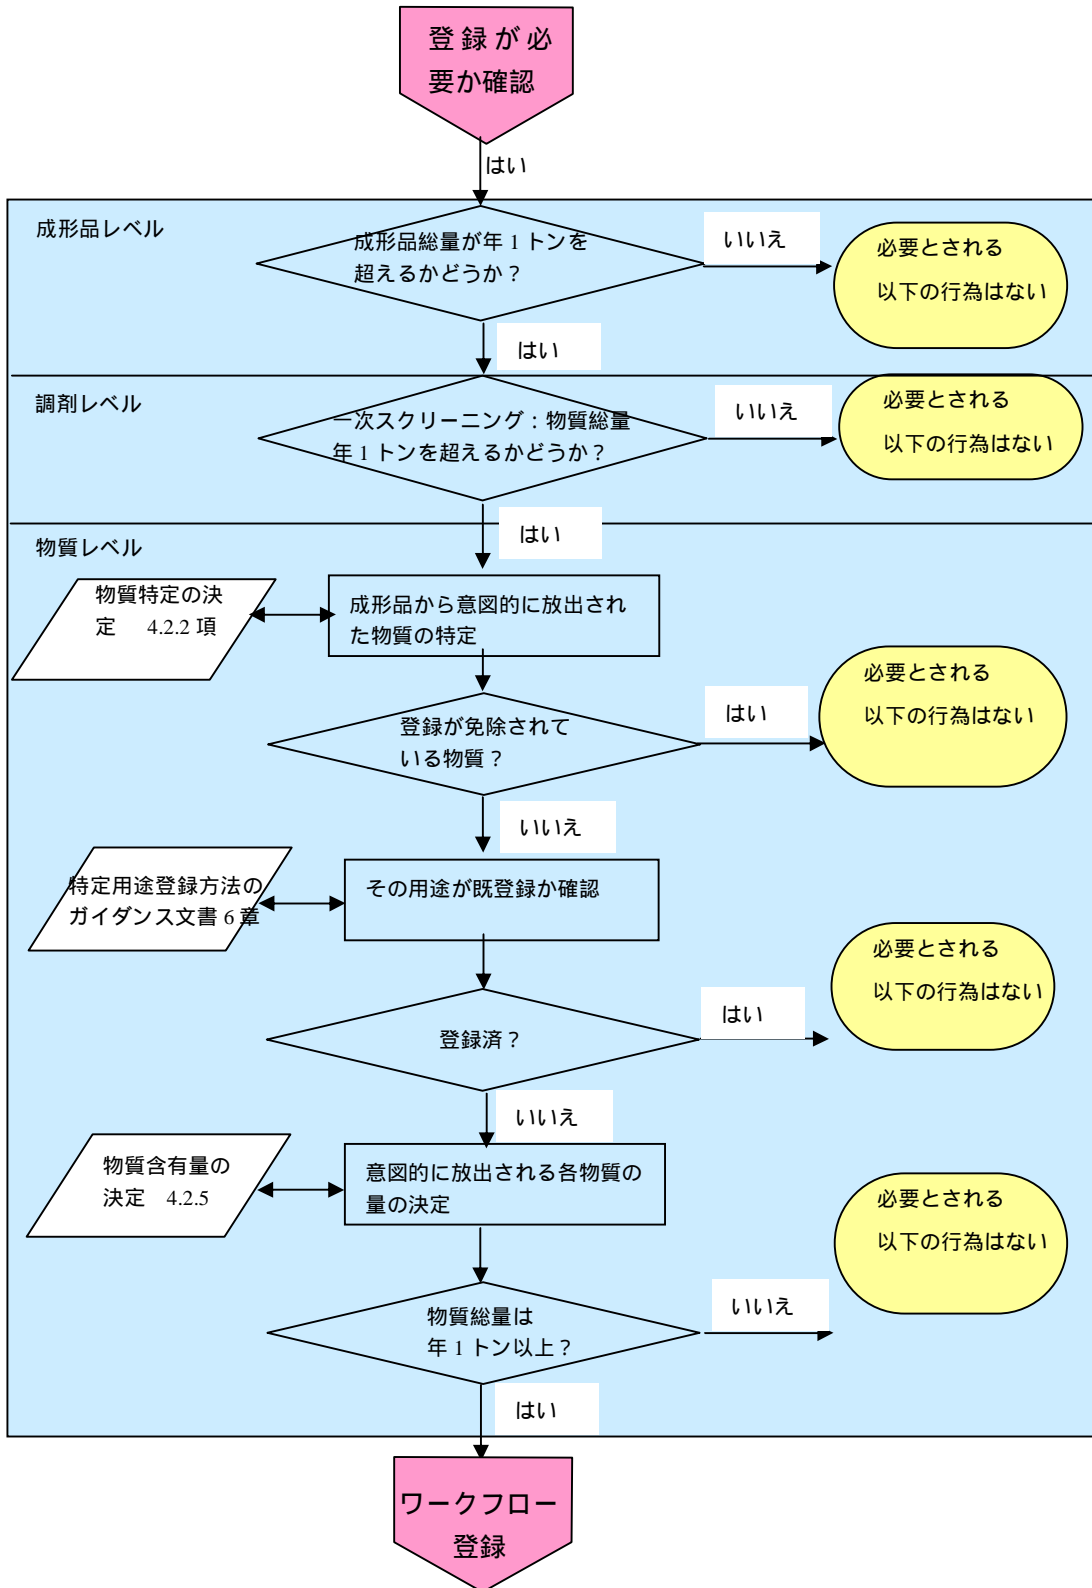 登録が必
要か確認
はい
成形品レベル
成形品総量が年 1 トンを
超えるかどうか？
いいえ
必要とされる
以下の行為はない
はい
調剤レベル
一次スクリーニング：物質総量
年 1 トンを超えるかどうか？
いいえ
必要とされる
以下の行為はない
はい
物質レベル
物質特定の決
定 4.2.2 項
成形品から意図的に放出され
た物質の特定
登録が免除されて
いる物質？
はい
必要とされる
以下の行為はない
いいえ
特定用途登録方法の
ガイダンス文書 6 章
その用途が既登録か確認
登録済？
はい
必要とされる
以下の行為はない
いいえ
物質含有量の
決定 4.2.5
意図的に放出される各物質の
量の決定
物質総量は
年 1 トン以上？
いいえ
必要とされる
以下の行為はない
はい
ワークフロー
登録